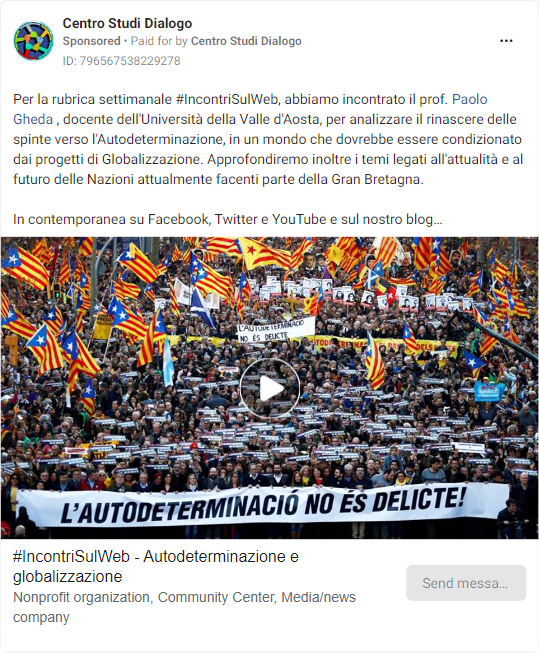 Centro Studi Dialogo
Sponsored • Paid for by Centro Studi Dialogo
ID: 796567538229278
Per la rubrica settimanale #IncontriSulWeb, abbiamo incontrato il prof. Paolo
Gheda , docente dell'Università della Valle d'Aosta, per analizzare il rinascere delle
spinte verso l'Autodeterminazione, in un mondo che dovrebbe essere condizionato
dai progetti di Globalizzazione. Approfondiremo inoltre i temi legati all'attualità e al
futuro delle Nazioni attualmente facenti parte della Gran Bretagna.
In contemporanea su Facebook, Twitter e YouTube e sul nostro blog...
L'AUTODETERMINACIÓ
NO ÉS DELICTE
L'AUTODETERMINACIÓ NO ÉS DELICTE!
#IncontriSulWeb - Autodeterminazione e
globalizzazione
Nonprofit organization, Community Center, Media/news
company
Send messa...